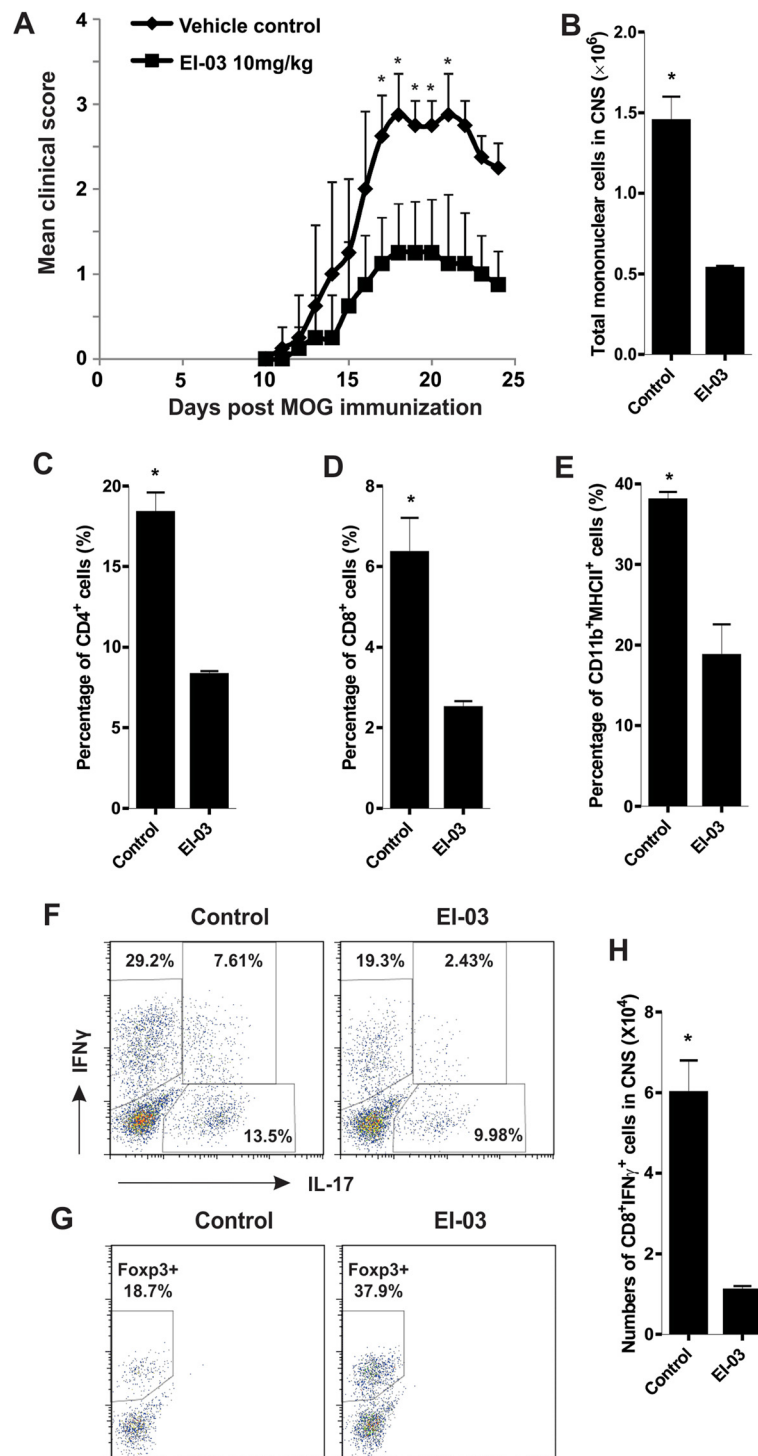 A
Vehicle control
EI-03 10mg/kg
Mean clinical score
4
3
2
1
0
* * * * *
0 5 10 15 20 25
Days post MOG immunization
B
Total mononuclear cells in CNS (×10⁶)
2.0
1.5
1.0
0.5
0.0
*
Control EI-03
C
Percentage of CD4⁺ cells (%)
20
15
10
5
0
*
Control EI-03
D
Percentage of CD8⁺ cells (%)
8
6
4
2
0
*
Control EI-03
E
Percentage of CD11b⁺MHCII⁺ cells (%)
40
30
20
10
0
*
Control EI-03
F
Control EI-03
29.2% 7.61% 19.3% 2.43%
13.5% 9.98%
IFNγ
IL-17
G
Control EI-03
Foxp3+ Foxp3+
18.7% 37.9%
H
Numbers of CD8⁺IFNγ⁺ cells in CNS (X10⁴)
8
6
4
2
0
*
Control EI-03